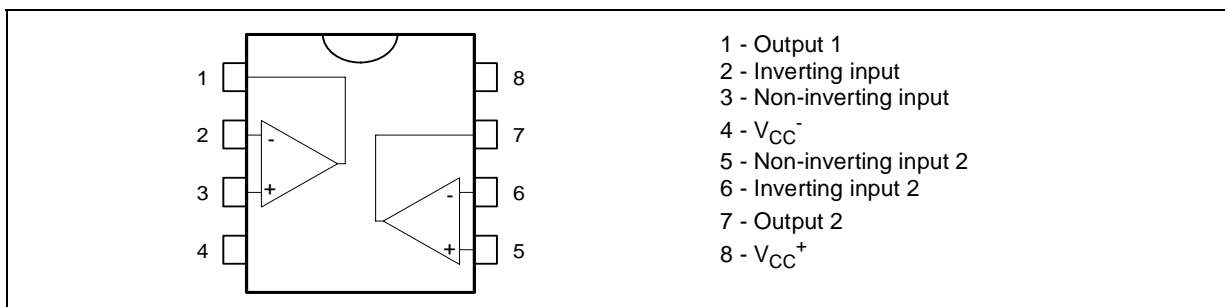 1
2
3
4
8
7
6
5
-
+
-
+
1 - Output 1
2 - Inverting input
3 - Non-inverting input
4 - VCC-
5 - Non-inverting input 2
6 - Inverting input 2
7 - Output 2
8 - VCC+